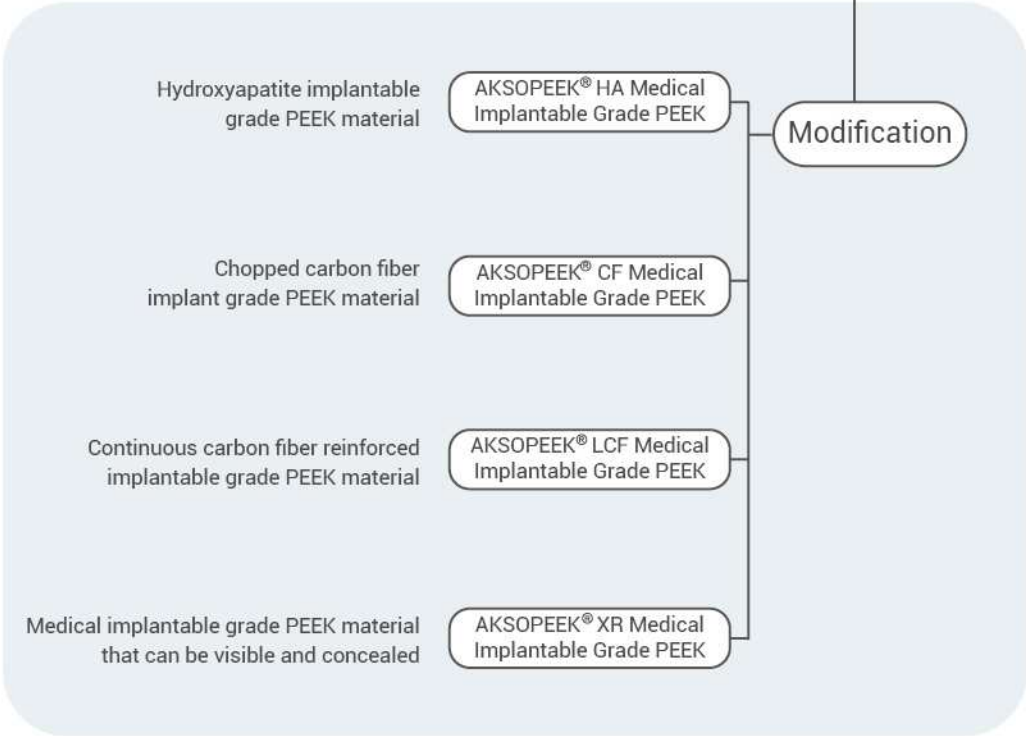 Hydroxyapatite implantable
grade PEEK material
AKSOPEEK® HA Medical
Implantable Grade PEEK
Modification
Chopped carbon fiber
implant grade PEEK material
AKSOPEEK® CF Medical
Implantable Grade PEEK
Continuous carbon fiber reinforced
implantable grade PEEK material
AKSOPEEK® LCF Medical
Implantable Grade PEEK
Medical implantable grade PEEK material
that can be visible and concealed
AKSOPEEK® XR Medical
Implantable Grade PEEK